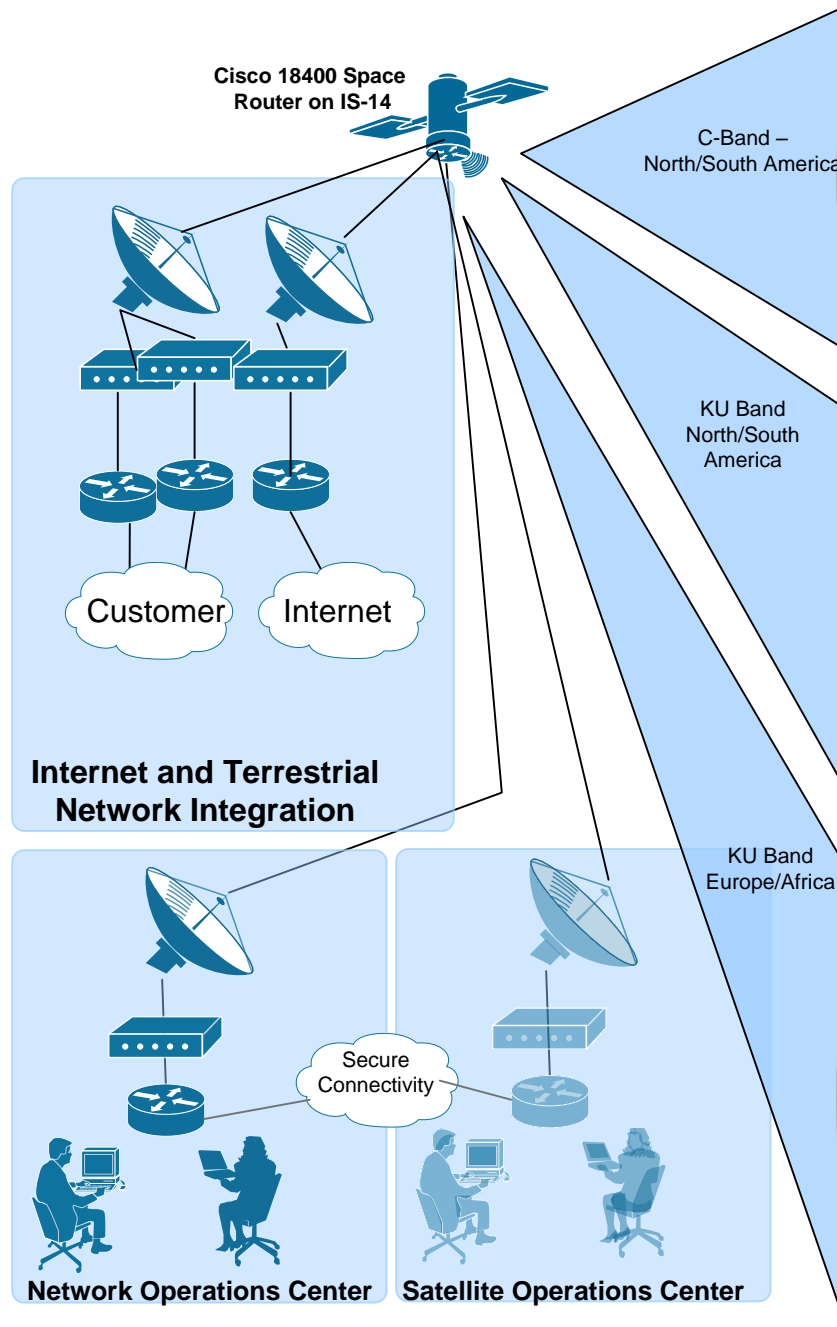 Cisco 18400 Space
Router on IS-14
C-Band –
North/South America
KU Band
North/South
America
Customer
Internet
Internet and Terrestrial
Network Integration
KU Band
Europe/Africa
Secure
Connectivity
Network Operations Center
Satellite Operations Center